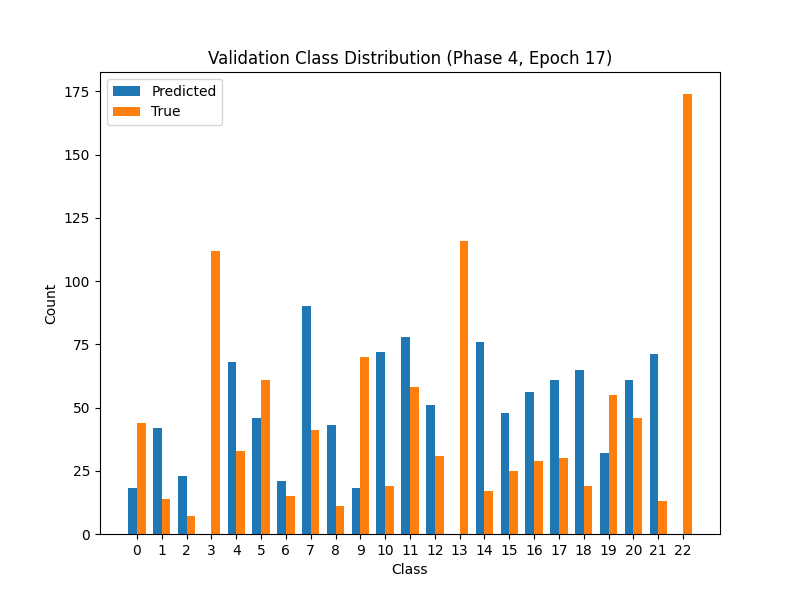 Validation Class Distribution (Phase 4, Epoch 17)
Predicted
True
175
150
125
100
75
50
25
0
Count
0 1 2 3 4 5 6 7 8 9 10 11 12 13 14 15 16 17 18 19 20 21 22
Class